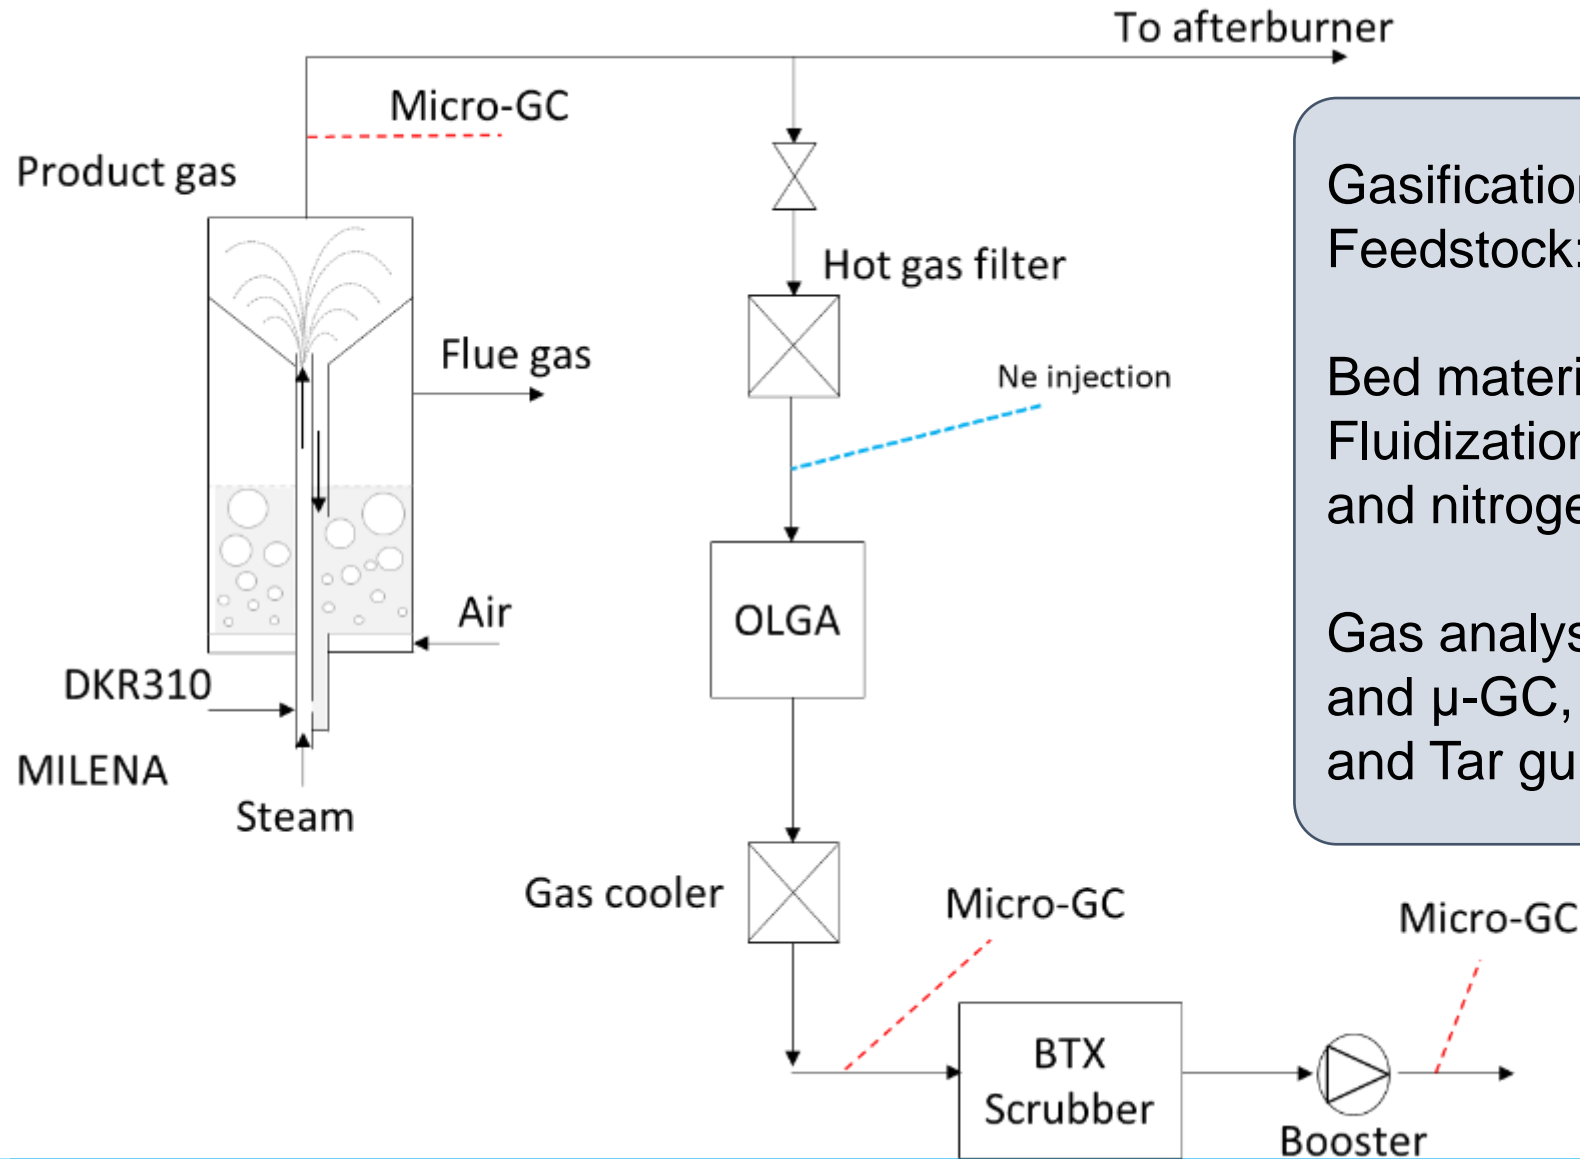 To afterburner
Micro-GC
Product gas
Hot gas filter
Flue gas
Ne injection
OLGA
Air
DKR310
MILENA
Steam
Gas cooler
Micro-GC
Micro-GC
BTX
Scrubber
Booster
Gasification
Feedstock:
Bed materi
Fluidization
and nitroge
Gas analys
and µ-GC,
and Tar gu